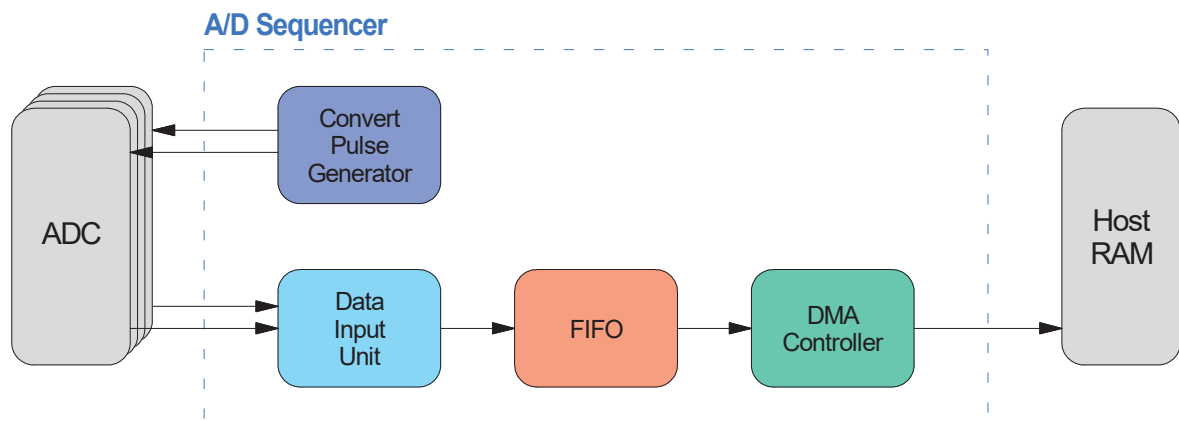 A/D Sequencer
Convert
Pulse
Generator
ADC
Host
RAM
Data
Input
Unit
FIFO
DMA
Controller